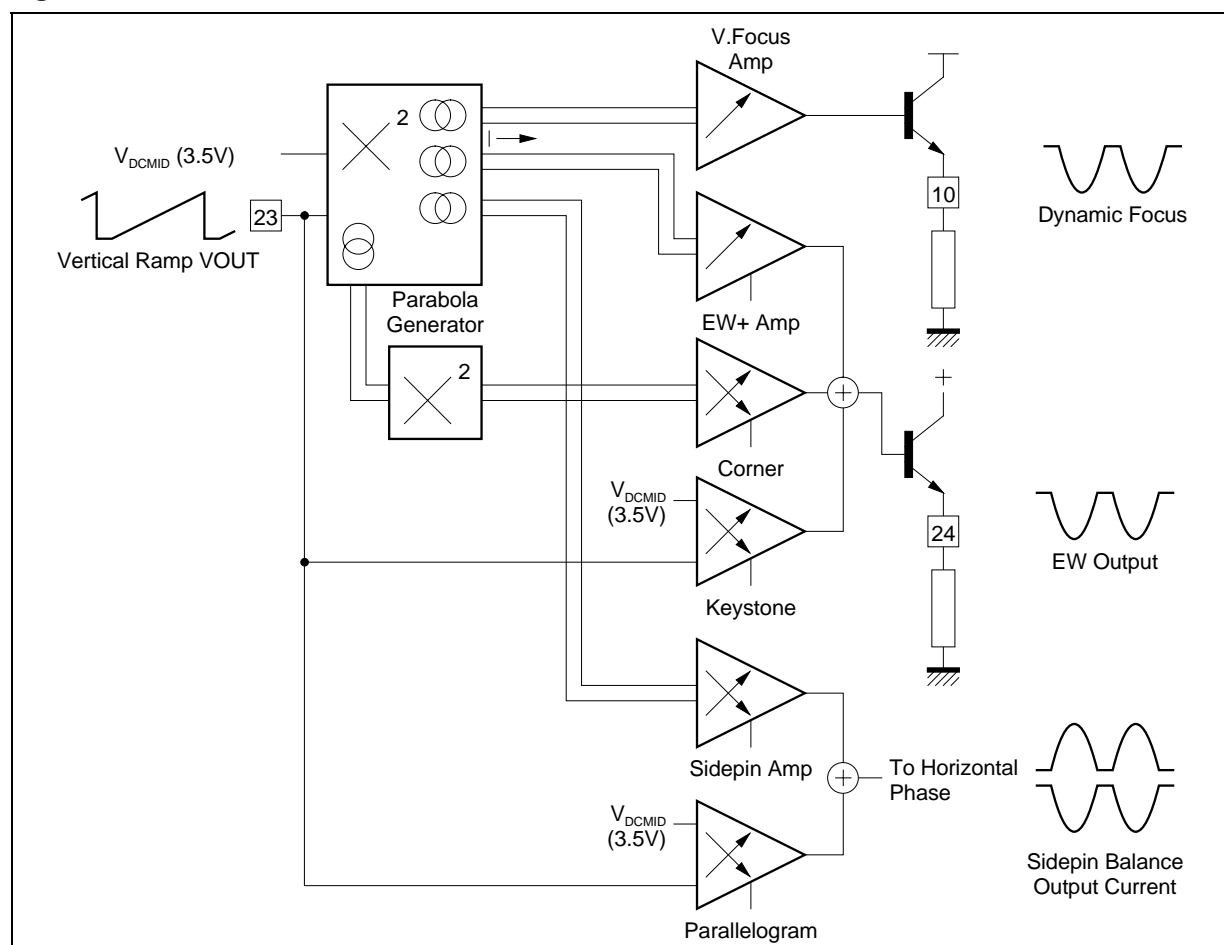 V.Focus
Amp
2
I
V_DCMID (3.5V)
23
Vertical Ramp VOUT
10
Dynamic Focus
Parabola
Generator
EW+ Amp
2
+
+
Corner
V_DCMID
(3.5V)
24
EW Output
Keystone
Sidepin Amp
+
To Horizontal
Phase
V_DCMID
(3.5V)
Sidepin Balance
Output Current
Parallelogram